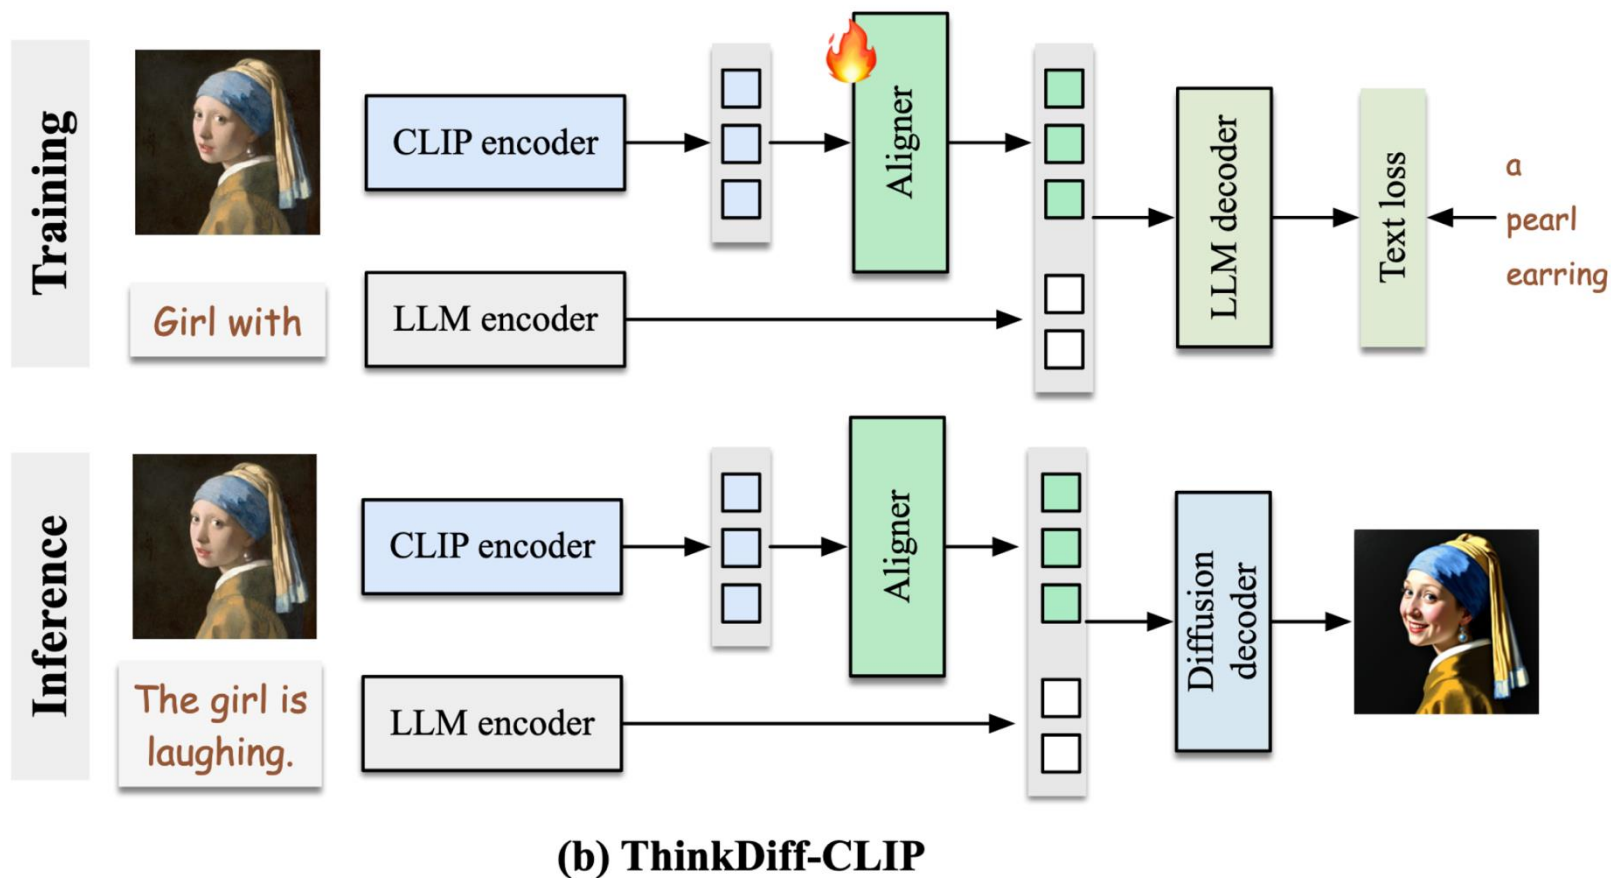 Training
Girl with
CLIP encoder
LLM encoder
Aligner
LLM decoder
Text loss
a
pearl
earring
Inference
The girl is
laughing.
CLIP encoder
LLM encoder
Aligner
Diffusion
decoder
(b) ThinkDiff-CLIP